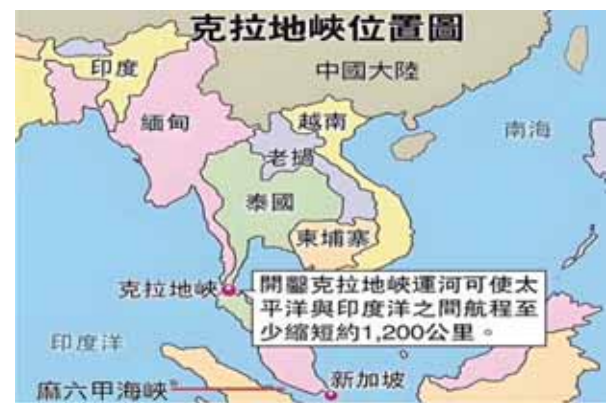 克拉地峽位置圖
印度
中國大陸
緬甸
越南
南海
老撾
泰國
柬埔寨
克拉地峽
開鑿克拉地峽運河可使太
平洋與印度洋之間航程至
少縮短約1,200公里。
印度洋
新加坡
麻六甲海峽